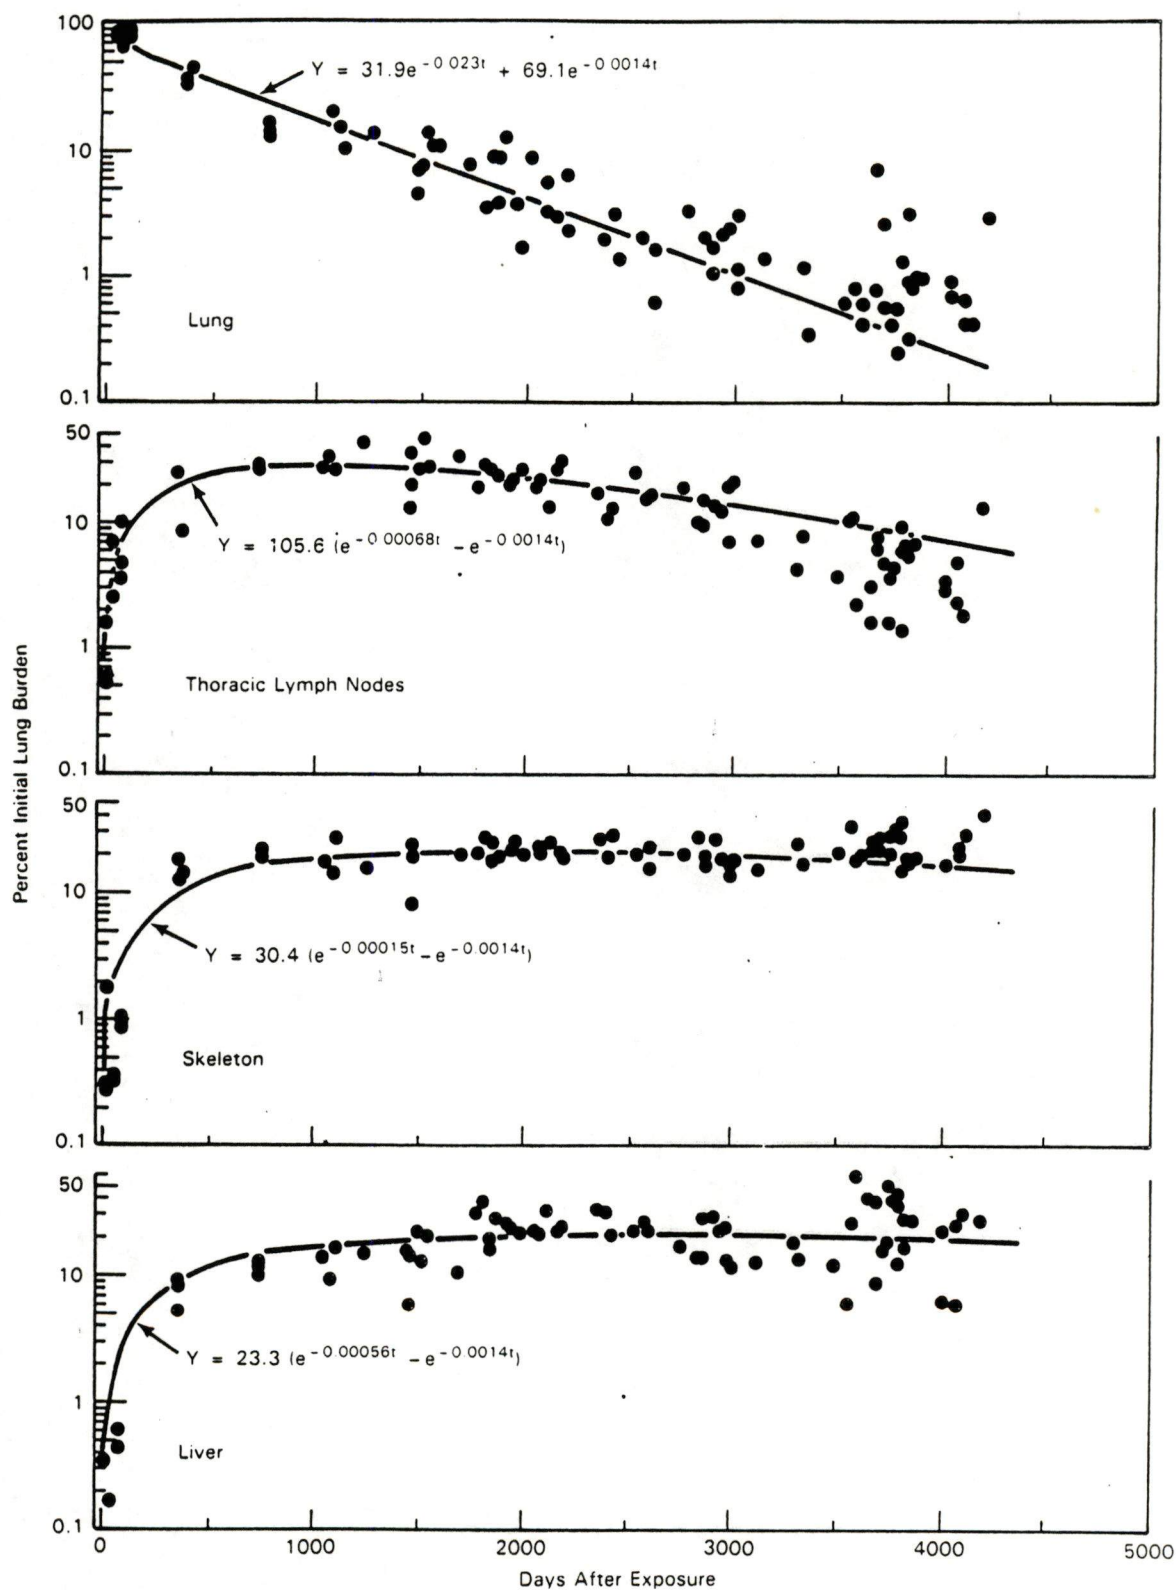 100
10
1
0.1
Y = 31.9e^-0.023t + 69.1e^-0.0014t
Lung
50
10
1
0.1
Y = 105.6 (e^-0.00068t - e^-0.0014t)
Thoracic Lymph Nodes
Percent Initial Lung Burden
50
10
1
0.1
Y = 30.4 (e^-0.00015t - e^-0.0014t)
Skeleton
50
10
1
0.1
Y = 23.3 (e^-0.00056t - e^-0.0014t)
Liver
0 1000 2000 3000 4000 5000
Days After Exposure